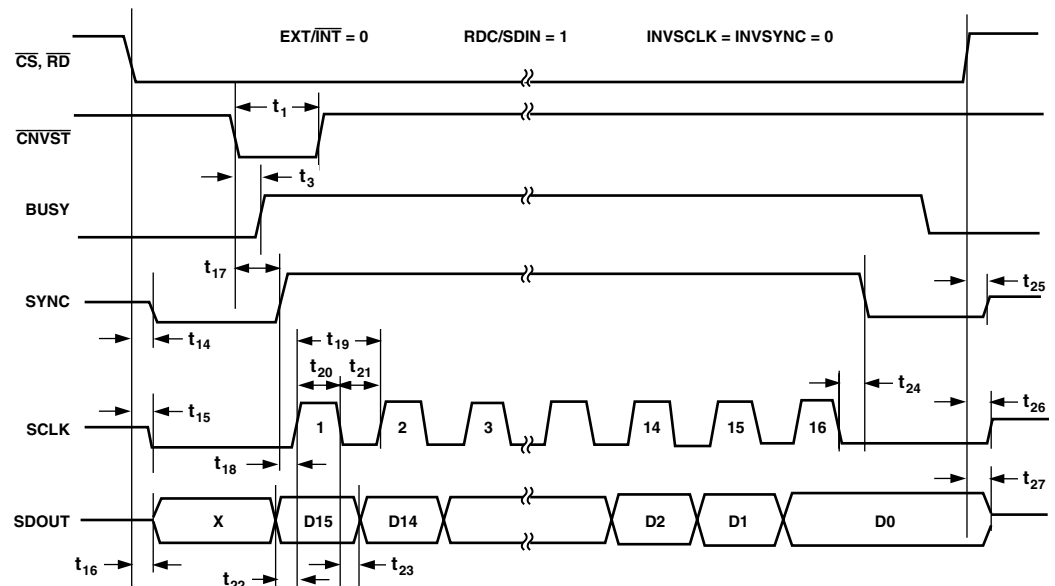 EXT/INT = 0 RDC/SDIN = 1 INVSCLK = INVSYNC = 0
CS, RD
t1
CNVST
t3
BUSY
t17
SYNC
t25
t14
t19
t20 t21
t24
t15
t26
SCLK
1 2 3 14 15 16
t18
t27
SDOUT
X D15 D14 D2 D1 D0
t16
t22 t23